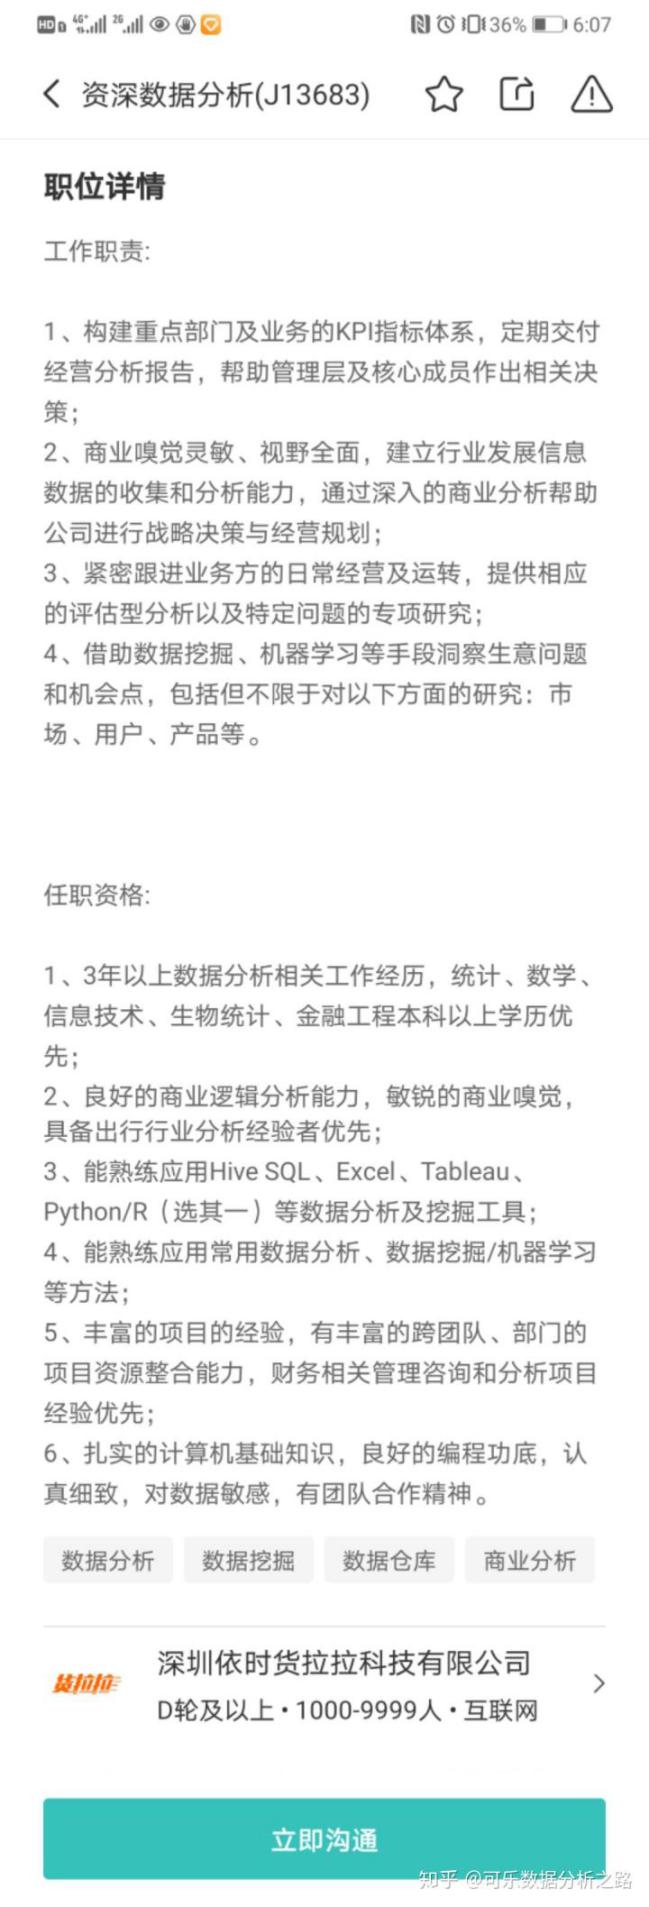 HD 4G+ 2G 36% 6:07
资深数据分析(J13683)
职位详情
工作职责:
1、构建重点部门及业务的KPI指标体系，定期交付
经营分析报告，帮助管理层及核心成员作出相关决
策；
2、商业嗅觉灵敏、视野全面，建立行业发展信息
数据的收集和分析能力，通过深入的商业分析帮助
公司进行战略决策与经营规划；
3、紧密跟进业务方的日常经营及运转，提供相应
的评估型分析以及特定问题的专项研究；
4、借助数据挖掘、机器学习等手段洞察生意问题
和机会点，包括但不限于对以下方面的研究：市
场、用户、产品等。
任职资格:
1、3年以上数据分析相关工作经历，统计、数学、
信息技术、生物统计、金融工程本科以上学历优
先；
2、良好的商业逻辑分析能力，敏锐的商业嗅觉，
具备出行行业分析经验者优先；
3、能熟练应用Hive SQL、Excel、Tableau、
Python/R（选其一）等数据分析及挖掘工具；
4、能熟练应用常用数据分析、数据挖掘/机器学习
等方法；
5、丰富的项目的经验，有丰富的跨团队、部门的
项目资源整合能力，财务相关管理咨询和分析项目
经验优先；
6、扎实的计算机基础知识，良好的编程功底，认
真细致，对数据敏感，有团队合作精神。
数据分析 数据挖掘 数据仓库 商业分析
货拉拉 深圳依时货拉拉科技有限公司
D轮及以上•1000-9999人•互联网
立即沟通
知乎 @可乐数据分析之路